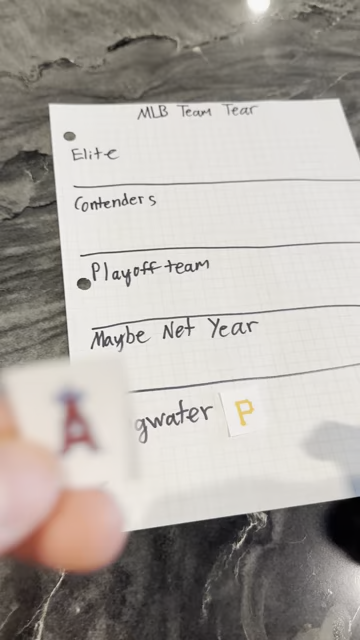 MLB Team Tear
Elite
Contenders
Playoff team
Maybe Net Year
gwater P
A